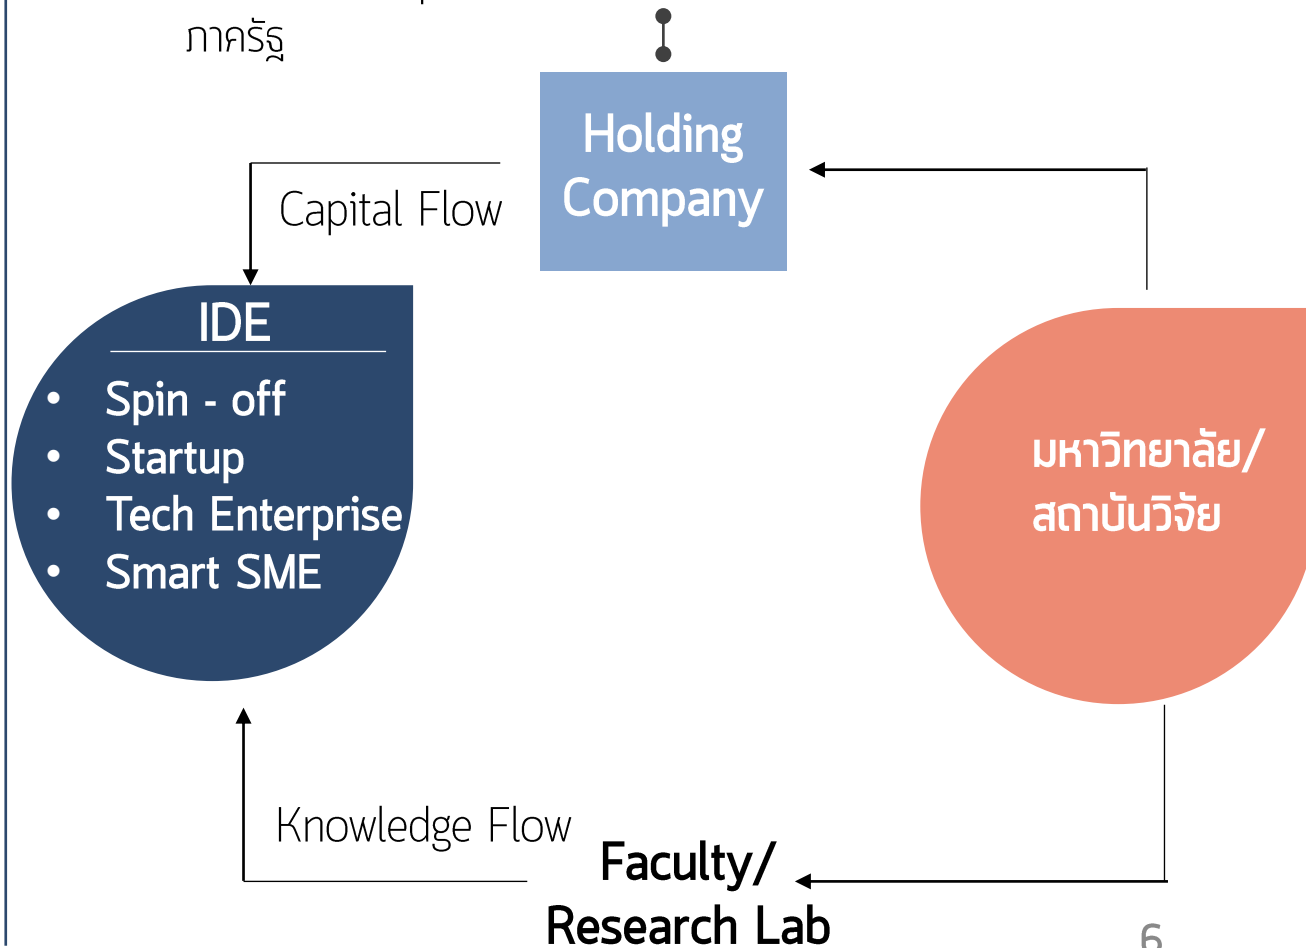 ภาครัฐ
Holding
Company
Capital Flow
IDE
• Spin - off
• Startup
• Tech Enterprise
• Smart SME
มหาวิทยาลัย/
สถาบันวิจัย
Knowledge Flow
Faculty/
Research Lab
6